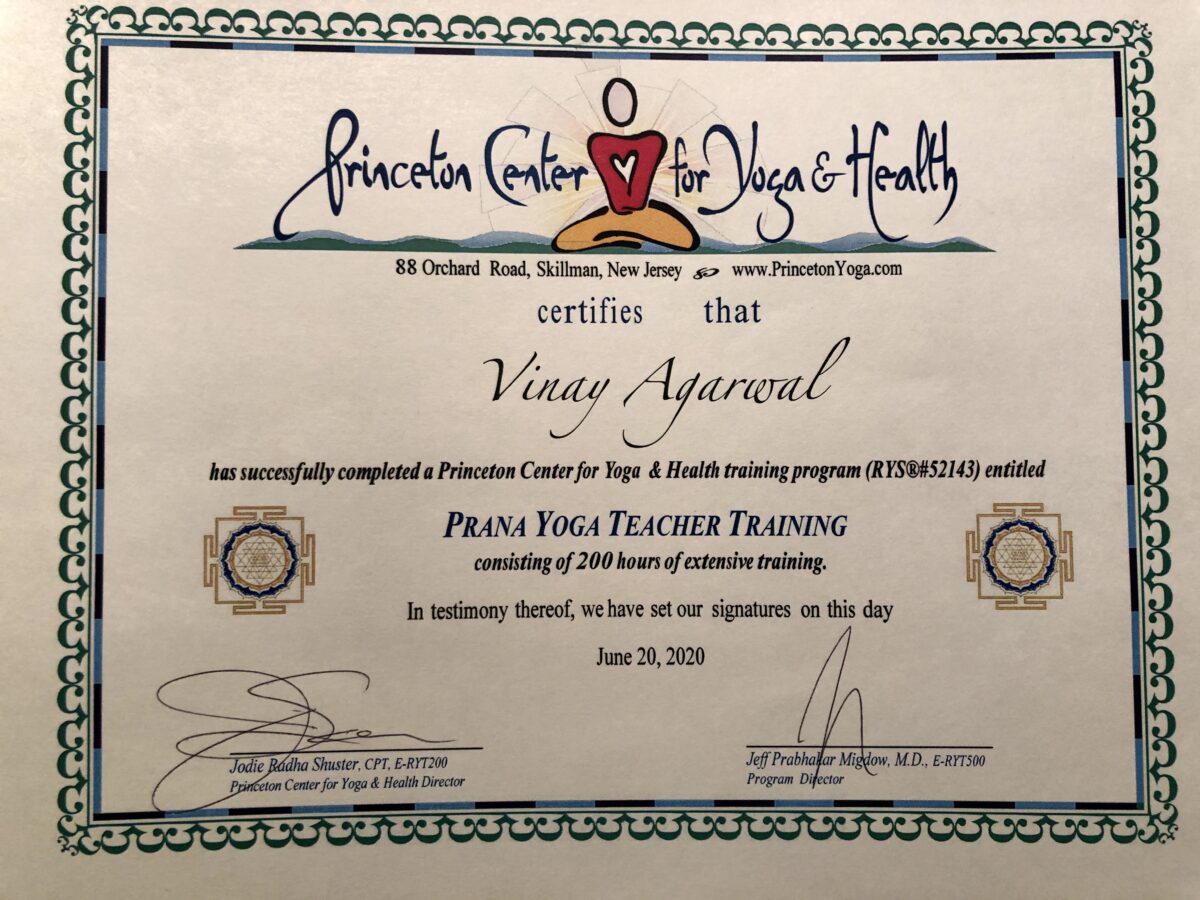 Princeton Center for Yoga & Health
88 Orchard Road, Skillman, New Jersey www.PrincetonYoga.com
certifies that
Vinay Agarwal
has successfully completed a Princeton Center for Yoga & Health training program (RYS®#52143) entitled
PRANA YOGA TEACHER TRAINING
consisting of 200 hours of extensive training.
In testimony thereof, we have set our signatures on this day
June 20, 2020
Jodie Radha Shuster, CPT, E-RYT200
Princeton Center for Yoga & Health Director
Jeff Prabhakar Migdow, M.D., E-RYT500
Program Director